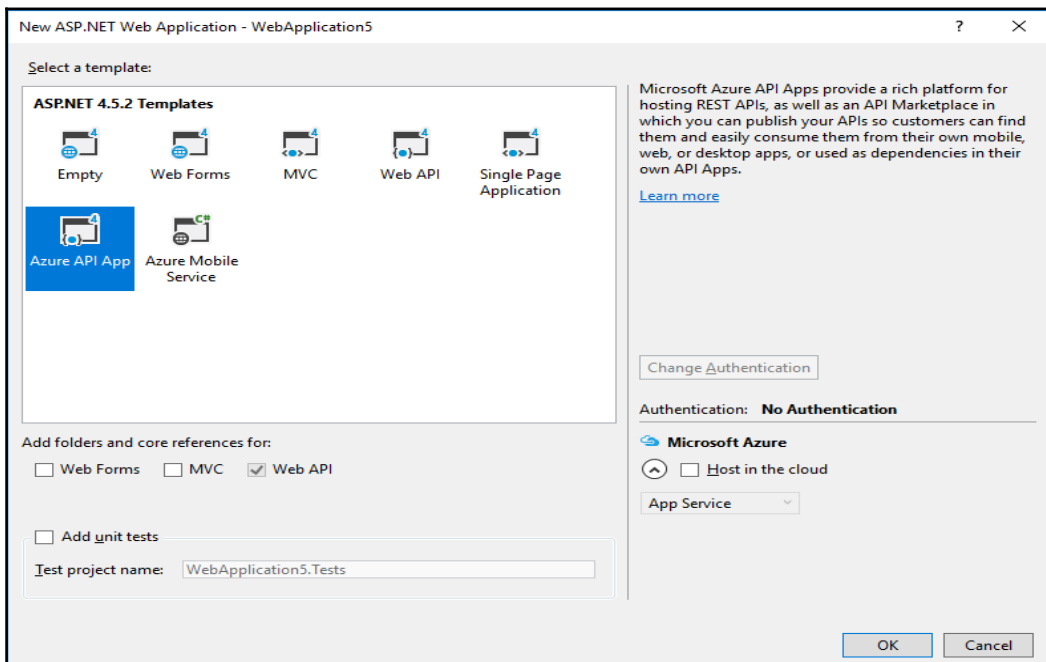 New ASP.NET Web Application - WebApplication5
?
Select a template:
ASP.NET 4.5.2 Templates
Empty
Web Forms
MVC
Web API
Single Page
Application
Azure API App
Azure Mobile
Service
Microsoft Azure API Apps provide a rich platform for
hosting REST APIs, as well as an API Marketplace in
which you can publish your APIs so customers can find
them and easily consume them from their own mobile,
web, or desktop apps, or used as dependencies in their
own API Apps.
Learn more
Change Authentication
Authentication: No Authentication
Add folders and core references for:
Web Forms
MVC
Web API
Microsoft Azure
Host in the cloud
App Service
Add unit tests
Test project name: WebApplication5.Tests
OK
Cancel